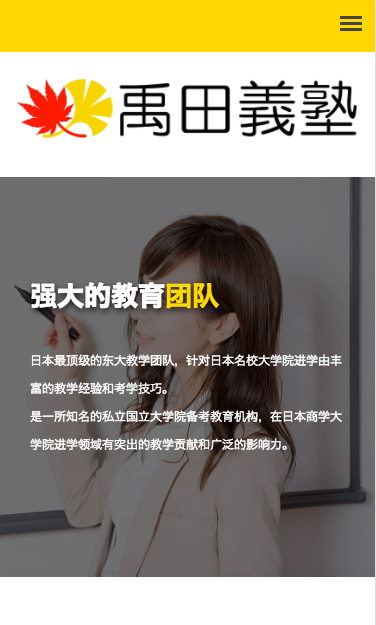 禹田義塾
强大的教育团队
日本最顶级的东大教学团队，针对日本名校大学院进学由丰
富的教学经验和考学技巧。
是一所知名的私立国立大学院备考教育机构，在日本商学大
学院进学领域有突出的教学贡献和广泛的影响力。